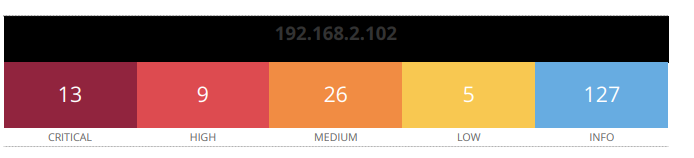 192.168.2.102
13 9 26 5 127
CRITICAL HIGH MEDIUM LOW INFO